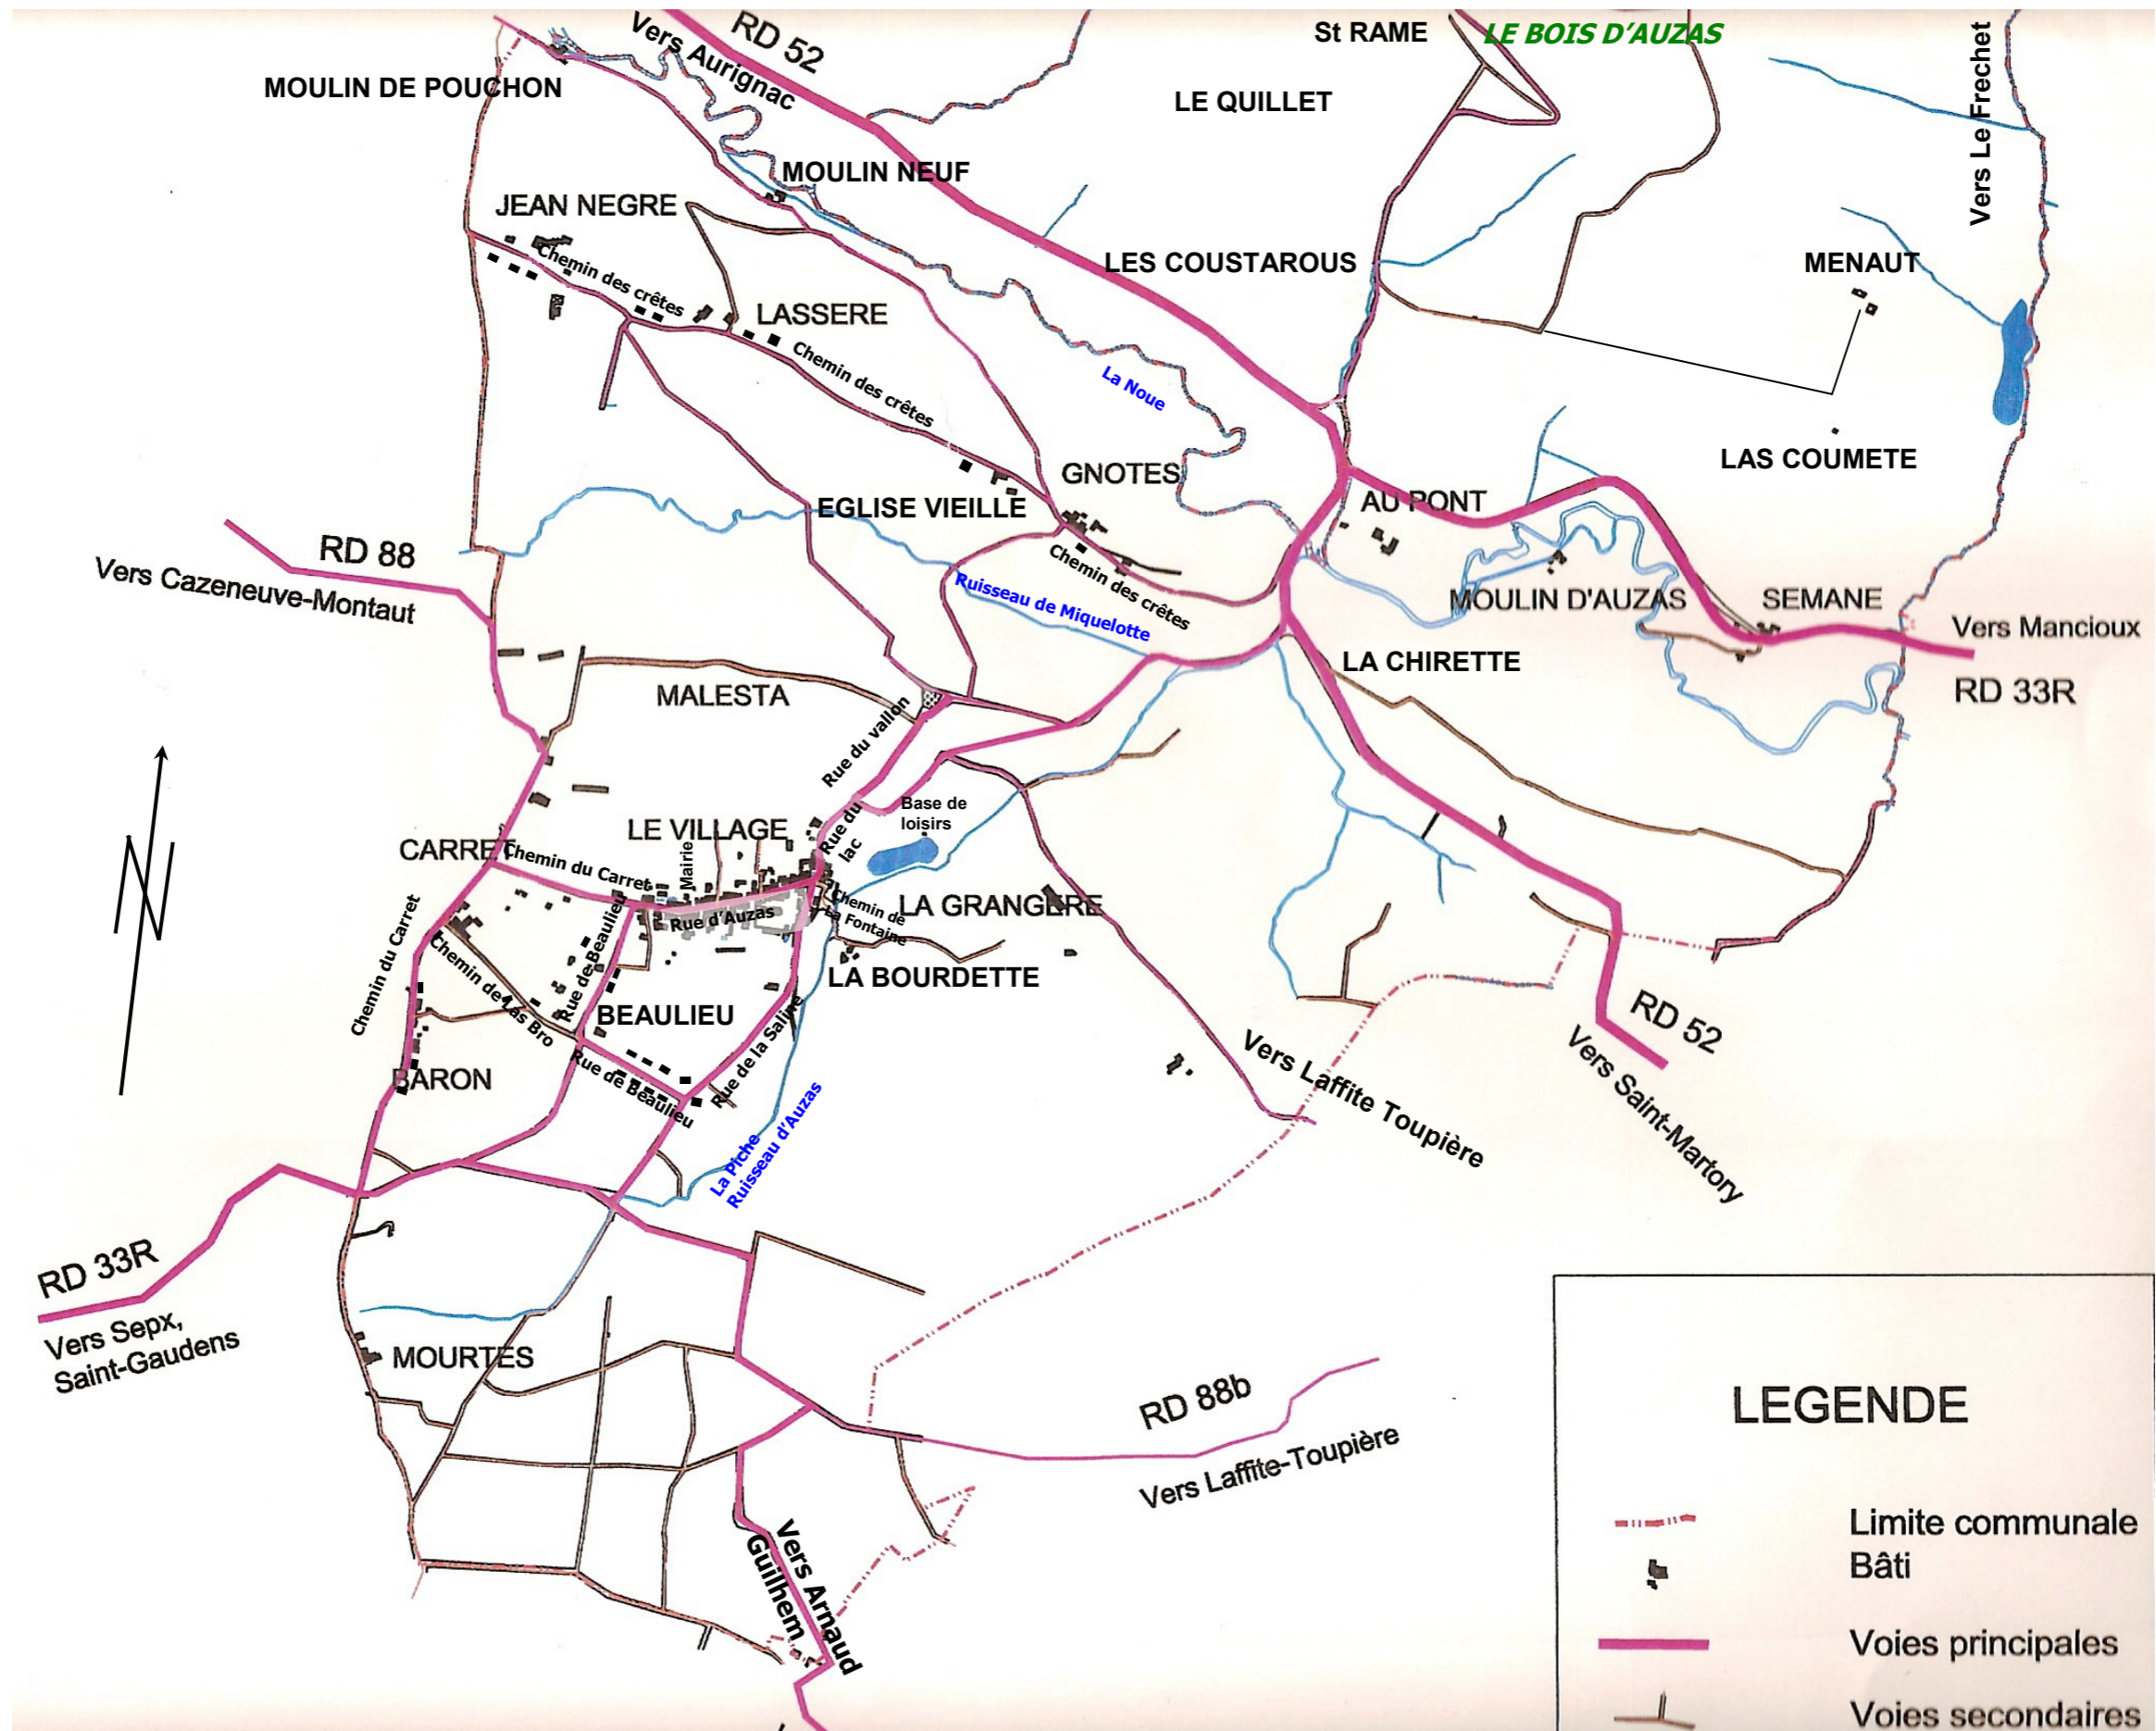 RD 52
Vers Aurignac
St RAME
LE BOIS D'AUZAS
MOULIN DE POUCHON
LE QUILLET
Vers Le Frechet
MOULIN NEUF
JEAN NEGRE
Chemin des crêtes
LES COUSTAROUS
MENAUT
LASSERE
Chemin des crêtes
La Noue
LAS COUMETE
GNOTES
EGLISE VIEILLE
AU PONT
RD 88
Vers Cazeneuve-Montaut
Chemin des crêtes
Ruisseau de Miquelotte
MOULIN D'AUZAS
SEMANE
Vers Mancioux
RD 33R
LA CHIRETTE
MALESTA
Rue du vallon
N
LE VILLAGE
Rue du
lac
Base de
loisirs
CARRET
Chemin du Carret
Mairie
Rue d'Auzas
Chemin de
La Fontaine
LA GRANGERE
Chemin du Carret
Chemin de Las Bro
Rue de Beaulieu
LA BOURDETTE
BEAULIEU
Rue de la Saline
RD 52
Vers Saint-Martory
Vers Laffite Toupière
BARON
Rue de Beaulieu
La Piche
Ruisseau d'Auzas
RD 33R
Vers Sepx,
Saint-Gaudens
MOURTES
RD 88b
Vers Laffite-Toupière
Vers Arnaud
Guilhem
LEGENDE
Limite communale
Bâti
Voies principales
Voies secondaires